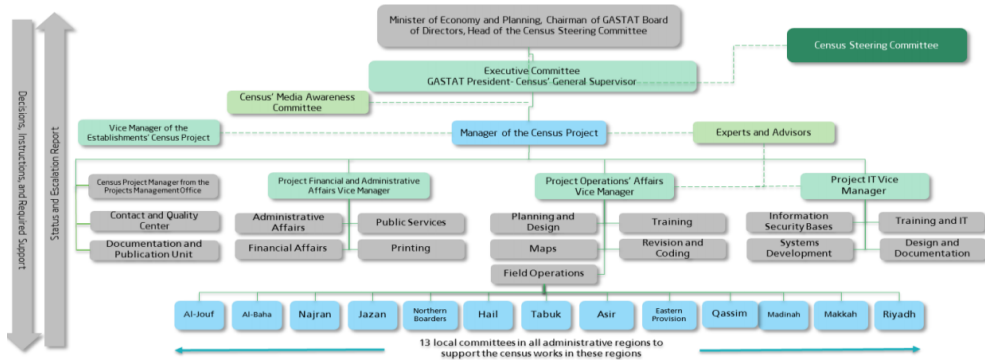 Minister of Economy and Planning, Chairman of GASTAT Board
of Directors, Head of the Census Steering Committee
Census Steering Committee
Executive Committee
GASTAT President- Census' General Supervisor
Census' Media Awareness
Committee
Vice Manager of the
Establishments' Census Project
Manager of the Census Project
Experts and Advisors
Decisions, Instructions, and Required Support
Status and Escalation Report
Census Project Manager from the
Projects Management Office
Contact and Quality
Center
Documentation and
Publication Unit
Project Financial and Administrative
Affairs Vice Manager
Administrative
Affairs
Public Services
Financial Affairs
Printing
Project Operations' Affairs
Vice Manager
Planning and
Design
Training
Maps
Revision and
Coding
Field Operations
Project IT Vice
Manager
Information
Security Bases
Training and IT
Systems
Development
Design and
Documentation
Al-Jouf
Al-Baha
Najran
Jazan
Northern
Boarders
Hail
Tabuk
Asir
Eastern
Provision
Qassim
Madinah
Makkah
Riyadh
13 local committees in all administrative regions to
support the census works in these regions